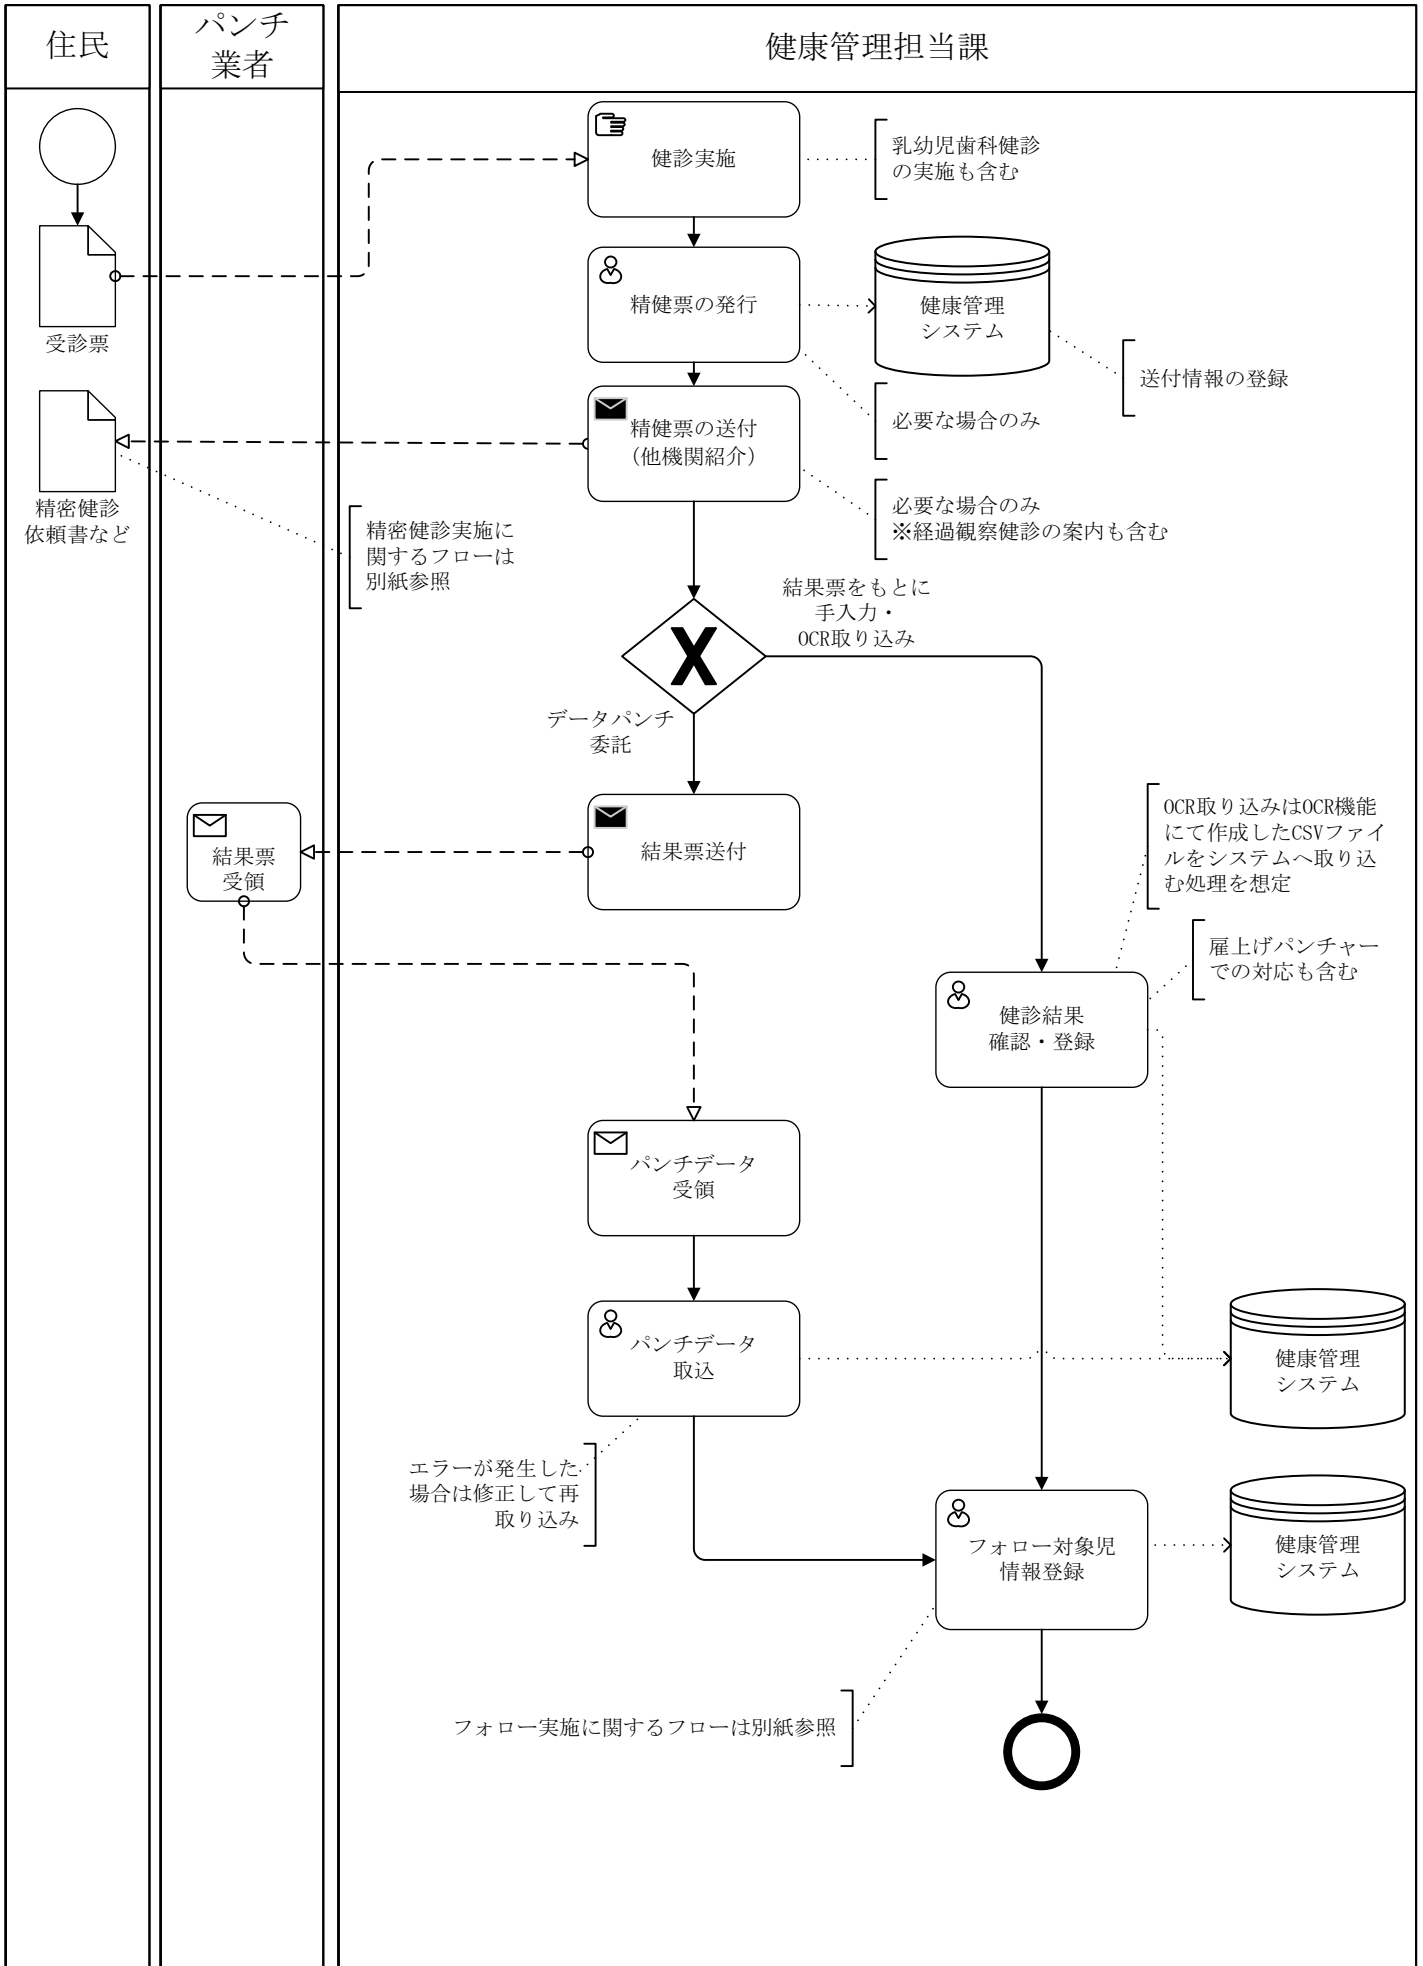 住民
パンチ
業者
健康管理担当課
健診実施
乳幼児歯科健診
の実施も含む
受診票
精健票の発行
健康管理
システム
送付情報の登録
必要な場合のみ
精健票の送付
（他機関紹介）
必要な場合のみ
※経過観察健診の案内も含む
精密健診
依頼書など
精密健診実施に
関するフローは
別紙参照
結果票をもとに
手入力・
OCR取り込み
データパンチ
委託
結果票
受領
結果票送付
OCR取り込みはOCR機能
にて作成したCSVファイ
ルをシステムへ取り込
む処理を想定
雇上げパンチャー
での対応も含む
健診結果
確認・登録
パンチデータ
受領
パンチデータ
取込
健康管理
システム
エラーが発生した
場合は修正して再
取り込み
フォロー対象児
情報登録
健康管理
システム
フォロー実施に関するフローは別紙参照